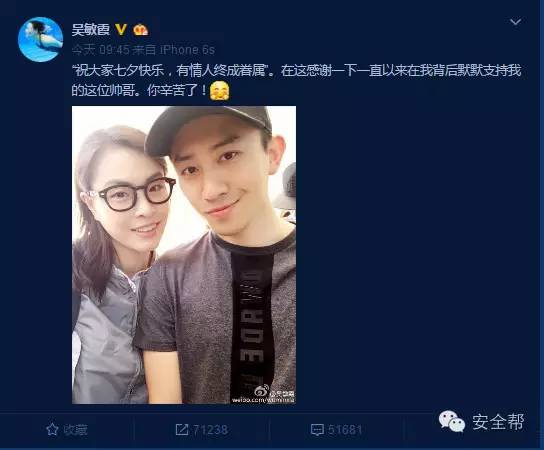 吴敏霞 V
今天 09:45 来自 iPhone 6s
“祝大家七夕快乐，有情人终成眷属”。在这感谢一下一直以来在我背后默默支持我
的这位帅哥。你辛苦了！
@吴敏霞
收藏
71238
51681
安全帮